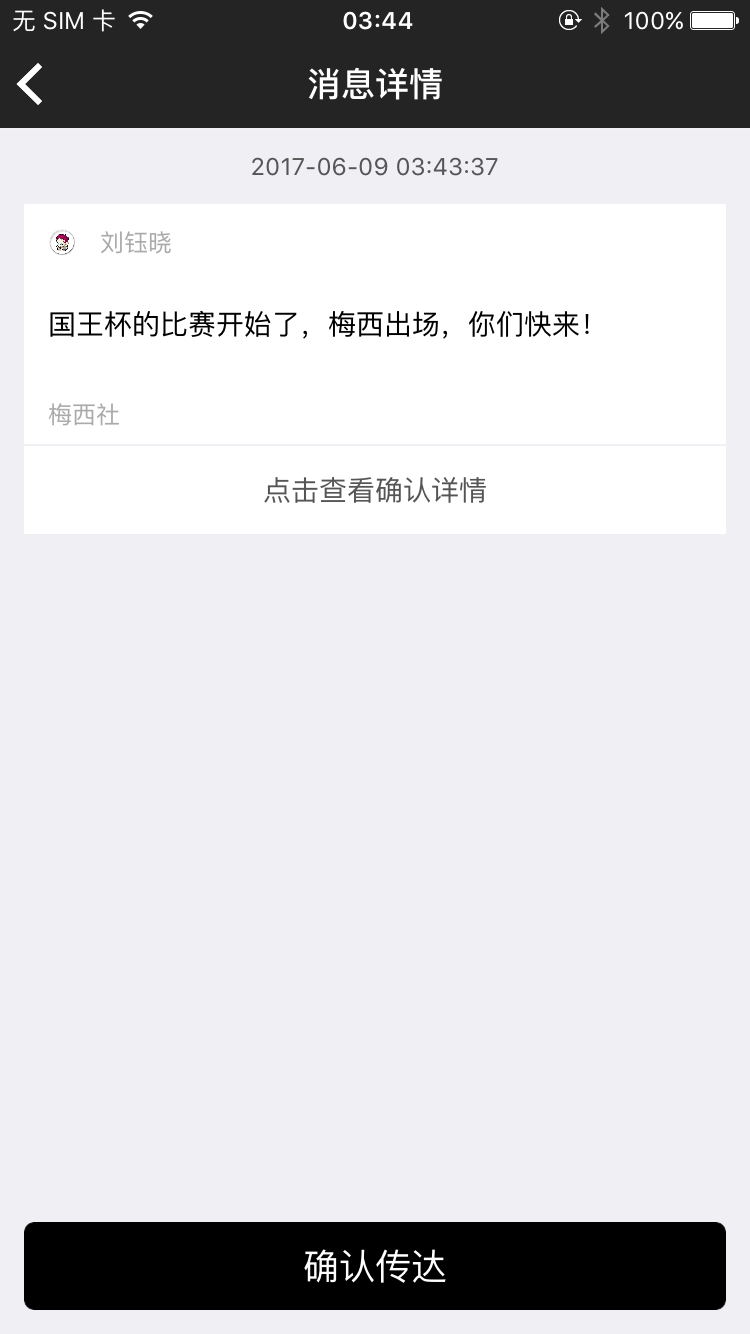 无 SIM 卡 03:44 100%
消息详情
2017-06-09 03:43:37
刘钰晓
国王杯的比赛开始了，梅西出场，你们快来！
梅西社
点击查看确认详情
确认传达